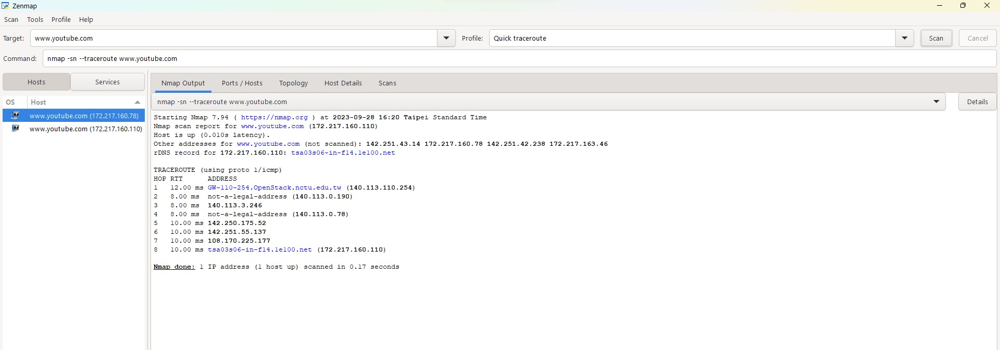 Zenmap
Scan Tools Profile Help
Target: www.youtube.com Profile: Quick traceroute Scan Cancel
Command: nmap -sn --traceroute www.youtube.com
Hosts Services
OS Host
www.youtube.com (172.217.160.78)
www.youtube.com (172.217.160.110)
Nmap Output Ports / Hosts Topology Host Details Scans
nmap -sn --traceroute www.youtube.com Details
Starting Nmap 7.94 ( https://nmap.org ) at 2023-09-28 16:20 Taipei Standard Time
Nmap scan report for www.youtube.com (172.217.160.110)
Host is up (0.010s latency).
Other addresses for www.youtube.com (not scanned): 142.251.43.14 172.217.160.78 142.251.42.238 172.217.163.46
rDNS record for 172.217.160.110: tsa03s06-in-f14.1e100.net
TRACEROUTE (using proto 1/icmp)
HOP RTT ADDRESS
1 12.00 ms GW-110-254.OpenStack.nctu.edu.tw (140.113.110.254)
2 8.00 ms not-a-legal-address (140.113.0.190)
3 8.00 ms 140.113.3.246
4 8.00 ms not-a-legal-address (140.113.0.78)
5 10.00 ms 142.250.175.52
6 10.00 ms 142.251.55.137
7 10.00 ms 108.170.225.177
8 10.00 ms tsa03s06-in-f14.1e100.net (172.217.160.110)
Nmap done: 1 IP address (1 host up) scanned in 0.17 seconds